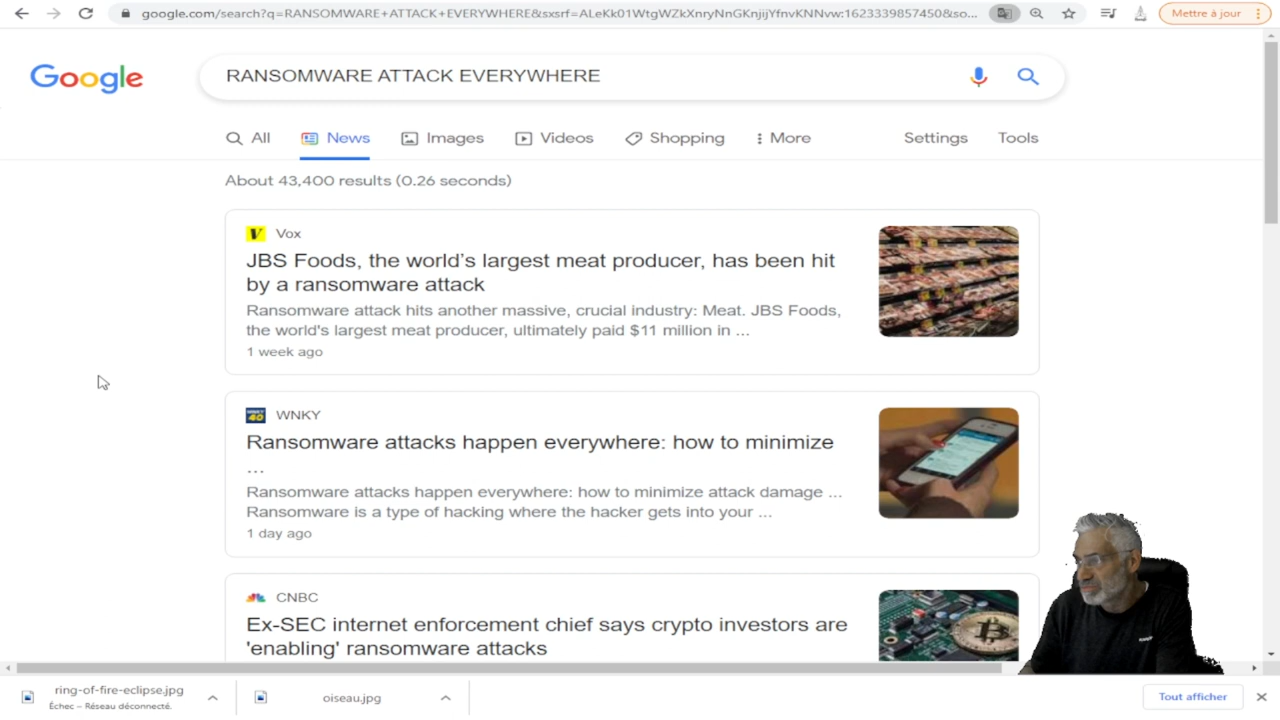 google.com/search?q=RANSOMWARE+ATTACK+EVERYWHERE&sxsrf=ALeKk01WtgWZkXnryNnGKnjijYfnvKNNvw:1623339857450&so...
Mettre à jour
Google
RANSOMWARE ATTACK EVERYWHERE
All News Images Videos Shopping More Settings Tools
About 43,400 results (0.26 seconds)
V Vox
JBS Foods, the world's largest meat producer, has been hit
by a ransomware attack
Ransomware attack hits another massive, crucial industry: Meat. JBS Foods,
the world's largest meat producer, ultimately paid $11 million in ...
1 week ago
WNKY 40 WNKY
Ransomware attacks happen everywhere: how to minimize
...
Ransomware attacks happen everywhere: how to minimize attack damage ...
Ransomware is a type of hacking where the hacker gets into your ...
1 day ago
CNBC
Ex-SEC internet enforcement chief says crypto investors are
'enabling' ransomware attacks
ring-of-fire-eclipse.jpg
Échec – Réseau déconnecté.
oiseau.jpg
Tout afficher